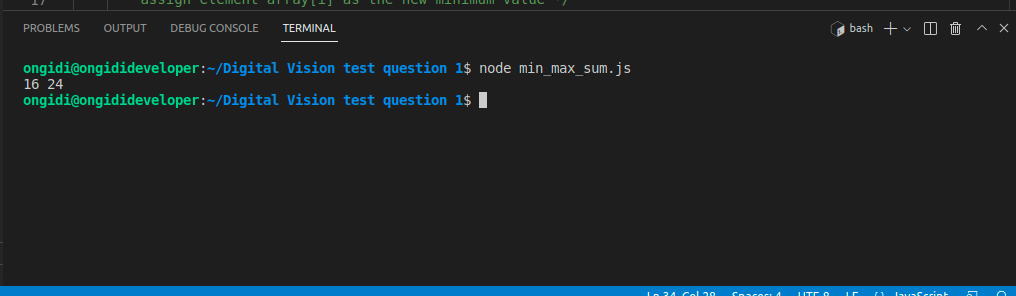 17 assign element array[i] as the new minimum value */
PROBLEMS OUTPUT DEBUG CONSOLE TERMINAL bash
ongidi@ongidideveloper:~/Digital Vision test question 1$ node min_max_sum.js
16 24
ongidi@ongidideveloper:~/Digital Vision test question 1$
Ln 34, Col 28 Spaces: 4 UTF-8 LF {} JavaScript